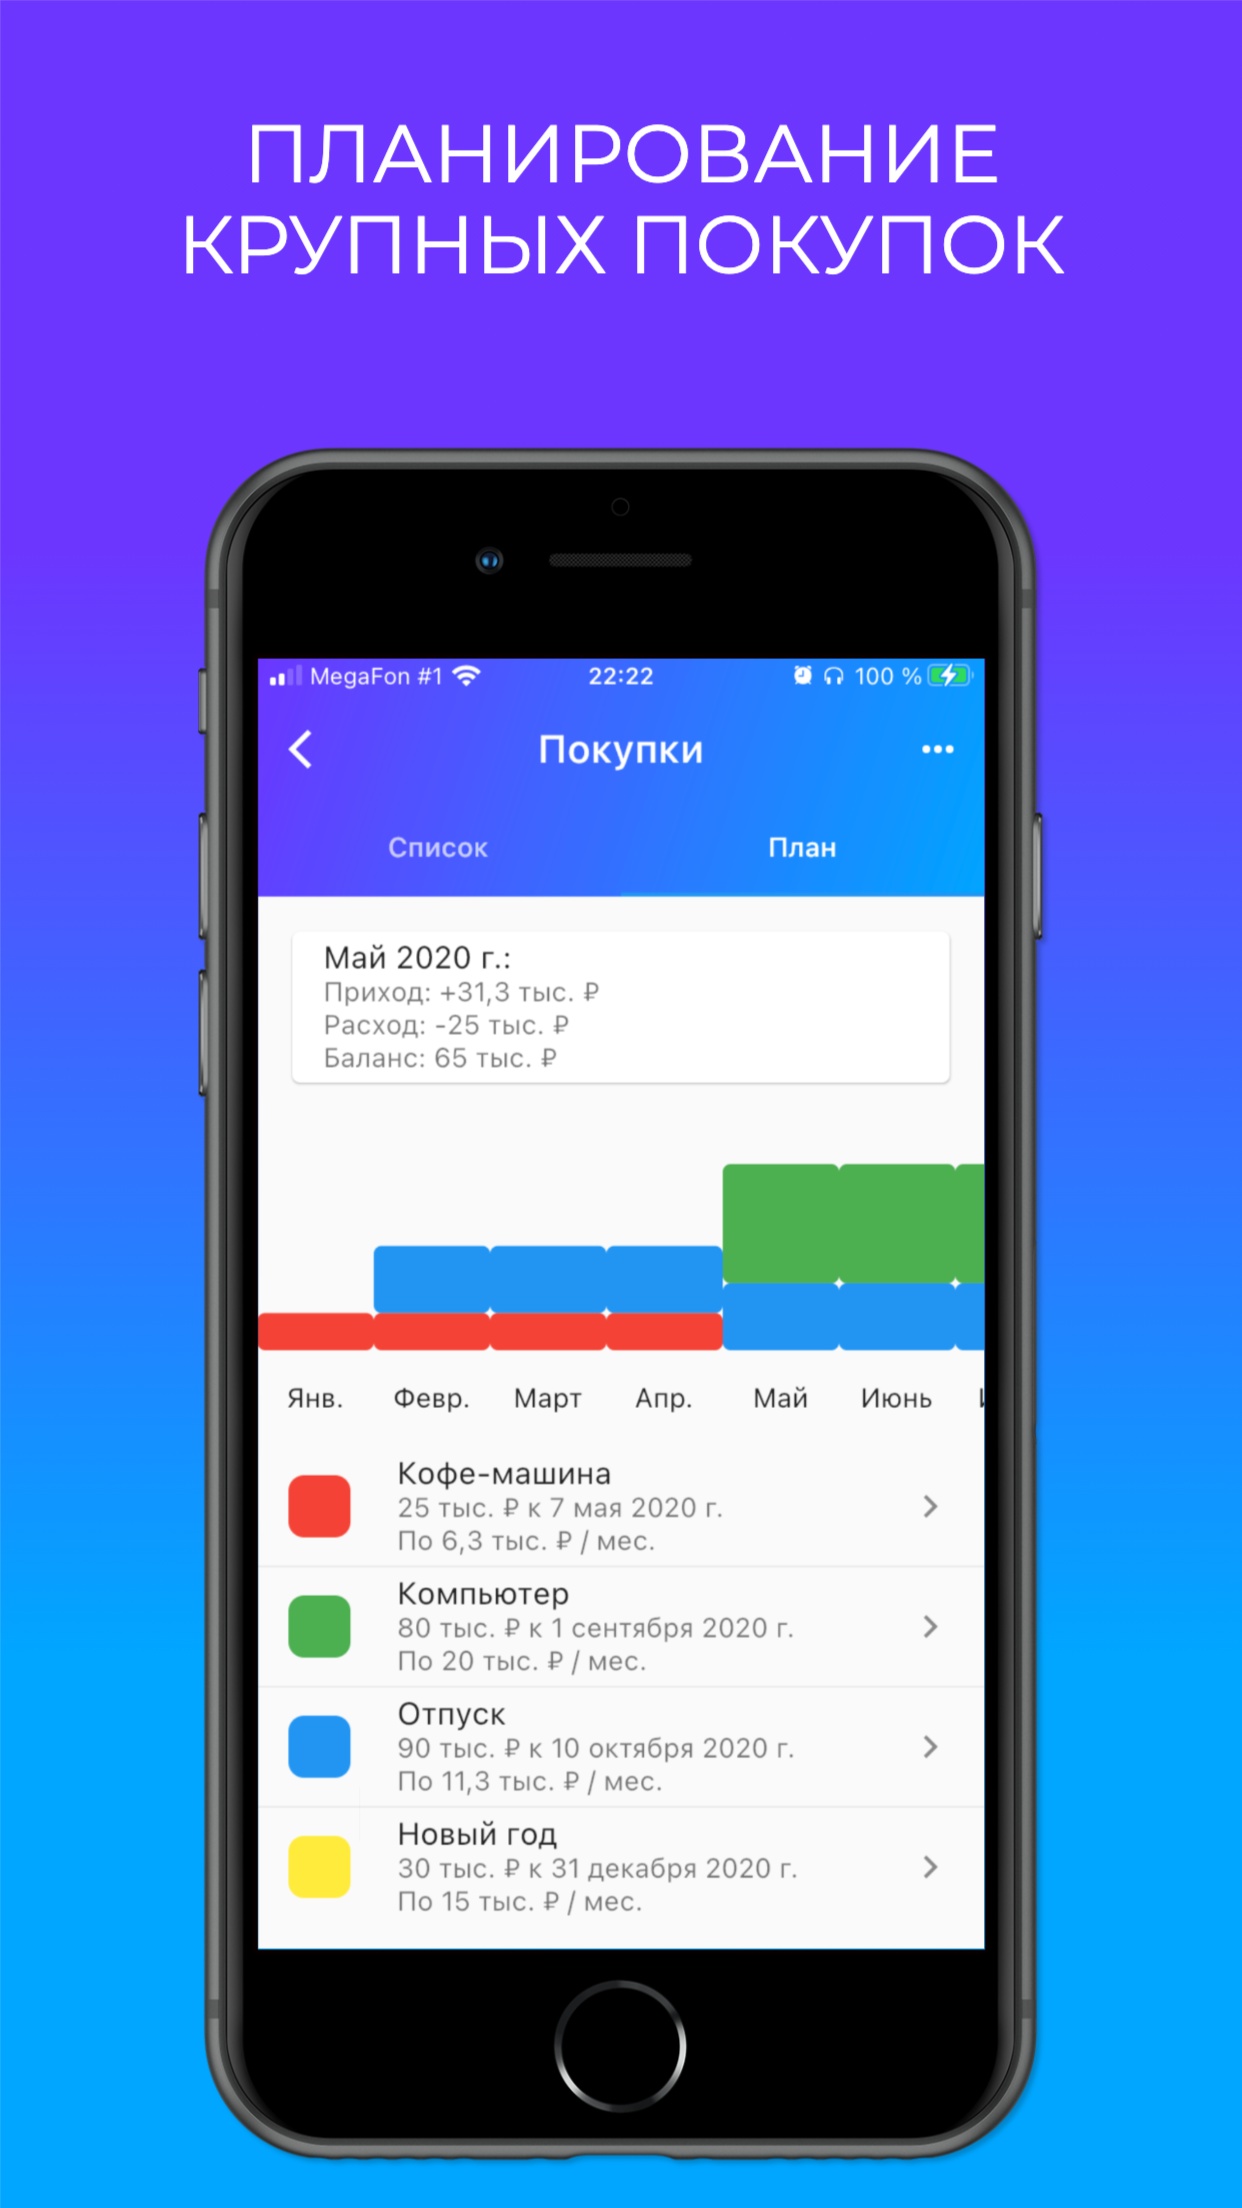 ПЛАНИРОВАНИЕ
КРУПНЫХ ПОКУПОК
MegaFon #1 22:22 100 %
Покупки
Список План
Май 2020 г.:
Приход: +31,3 тыс. ₽
Расход: -25 тыс. ₽
Баланс: 65 тыс. ₽
Янв. Февр. Март Апр. Май Июнь
Кофе-машина
25 тыс. ₽ к 7 мая 2020 г.
По 6,3 тыс. ₽ / мес.
Компьютер
80 тыс. ₽ к 1 сентября 2020 г.
По 20 тыс. ₽ / мес.
Отпуск
90 тыс. ₽ к 10 октября 2020 г.
По 11,3 тыс. ₽ / мес.
Новый год
30 тыс. ₽ к 31 декабря 2020 г.
По 15 тыс. ₽ / мес.